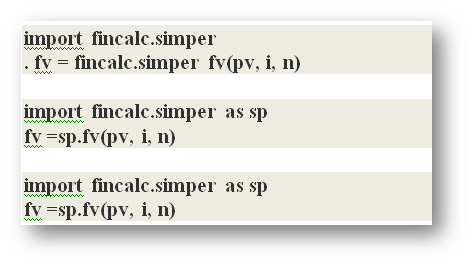 import fincalc.simper
. fv = fincalc.simper fv(pv, i, n)
import fincalc.simper as sp
fv =sp.fv(pv, i, n)
import fincalc.simper as sp
fv =sp.fv(pv, i, n)